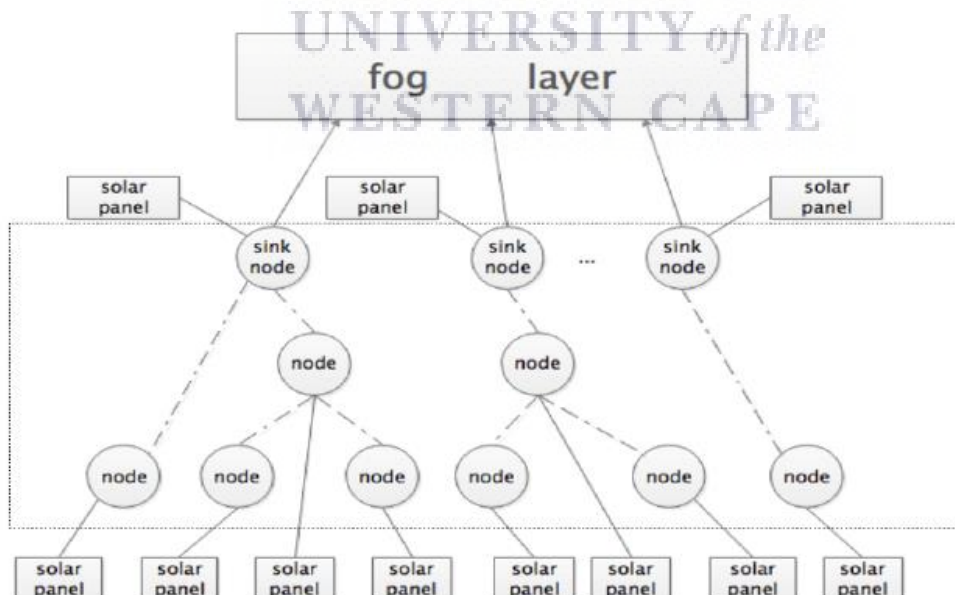 UNIVERSITY of the
fog layer
WESTERN CAPE
solar
panel
solar
panel
solar
panel
sink
node
sink
node
...
sink
node
node
node
node
node
node
node
node
node
solar
panel
solar
panel
solar
panel
solar
panel
solar
panel
solar
panel
solar
panel
solar
panel